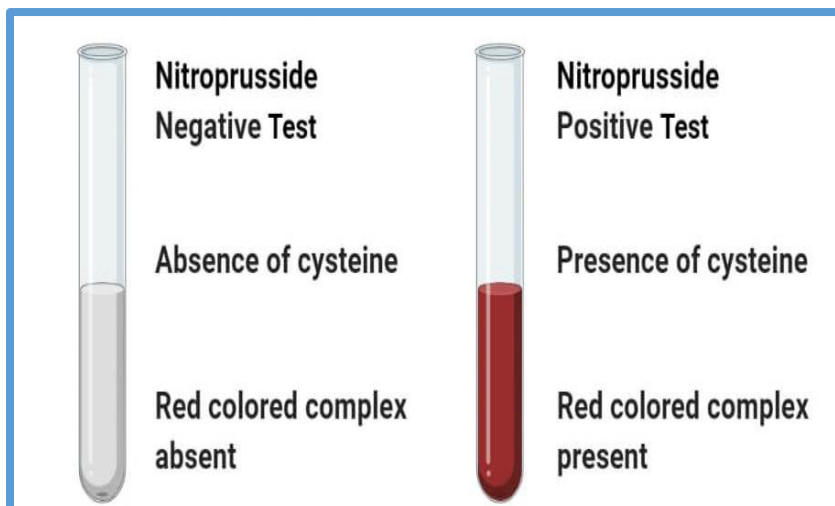 Nitroprusside
Negative Test
Absence of cysteine
Red colored complex
absent
Nitroprusside
Positive Test
Presence of cysteine
Red colored complex
present